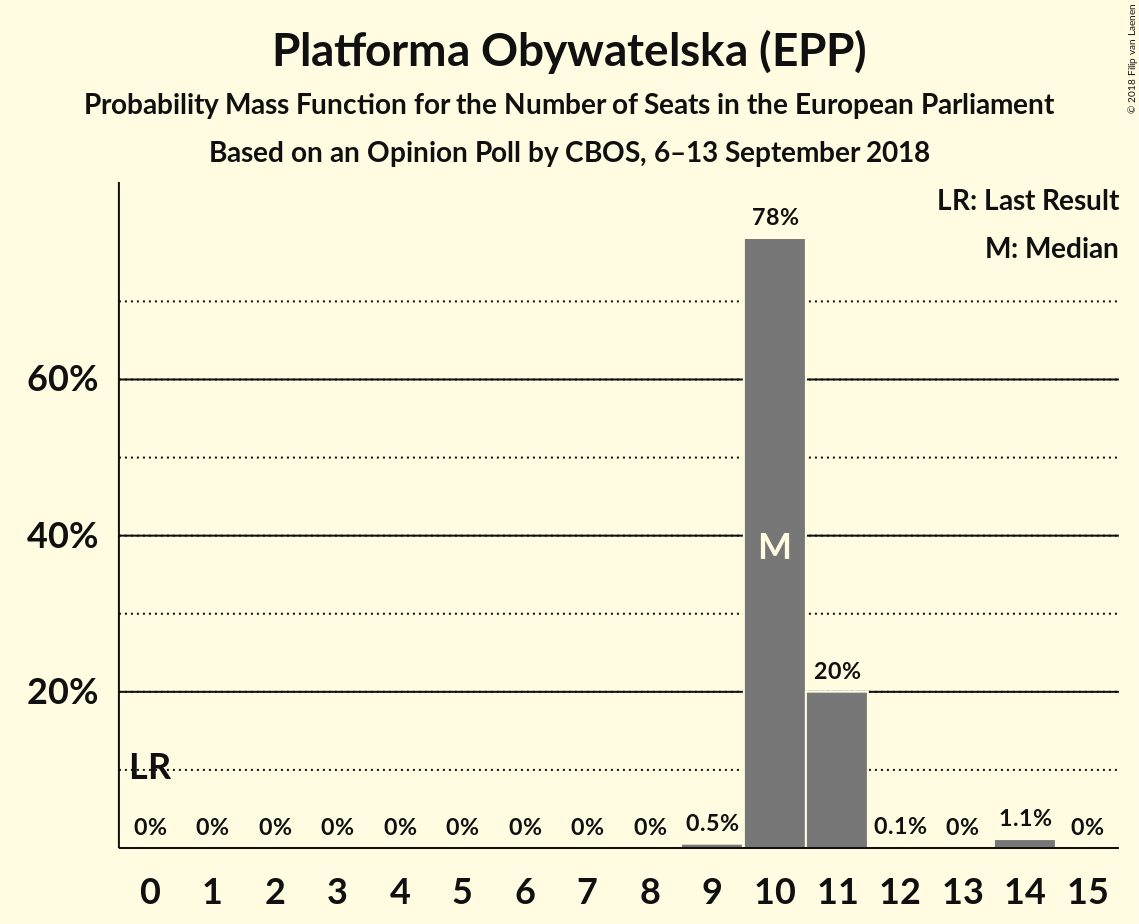 Platforma Obywatelska (EPP)
Probability Mass Function for the Number of Seats in the European Parliament
Based on an Opinion Poll by CBOS, 6–13 September 2018
© 2018 Filip van Laenen
LR: Last Result
M: Median
78%
60%
40%
M
20%
20%
LR
0% 0% 0% 0% 0% 0% 0% 0% 0% 0.5% 0.1% 0% 1.1% 0%
0 1 2 3 4 5 6 7 8 9 10 11 12 13 14 15